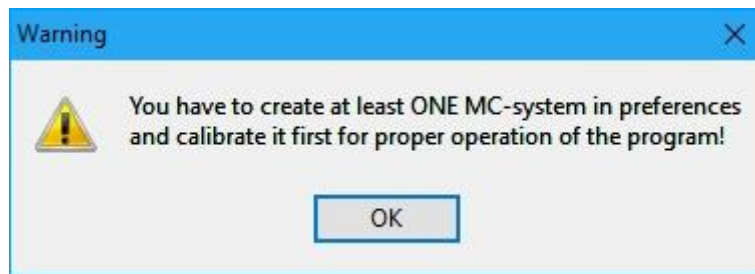 Warning
You have to create at least ONE MC-system in preferences
and calibrate it first for proper operation of the program!
OK